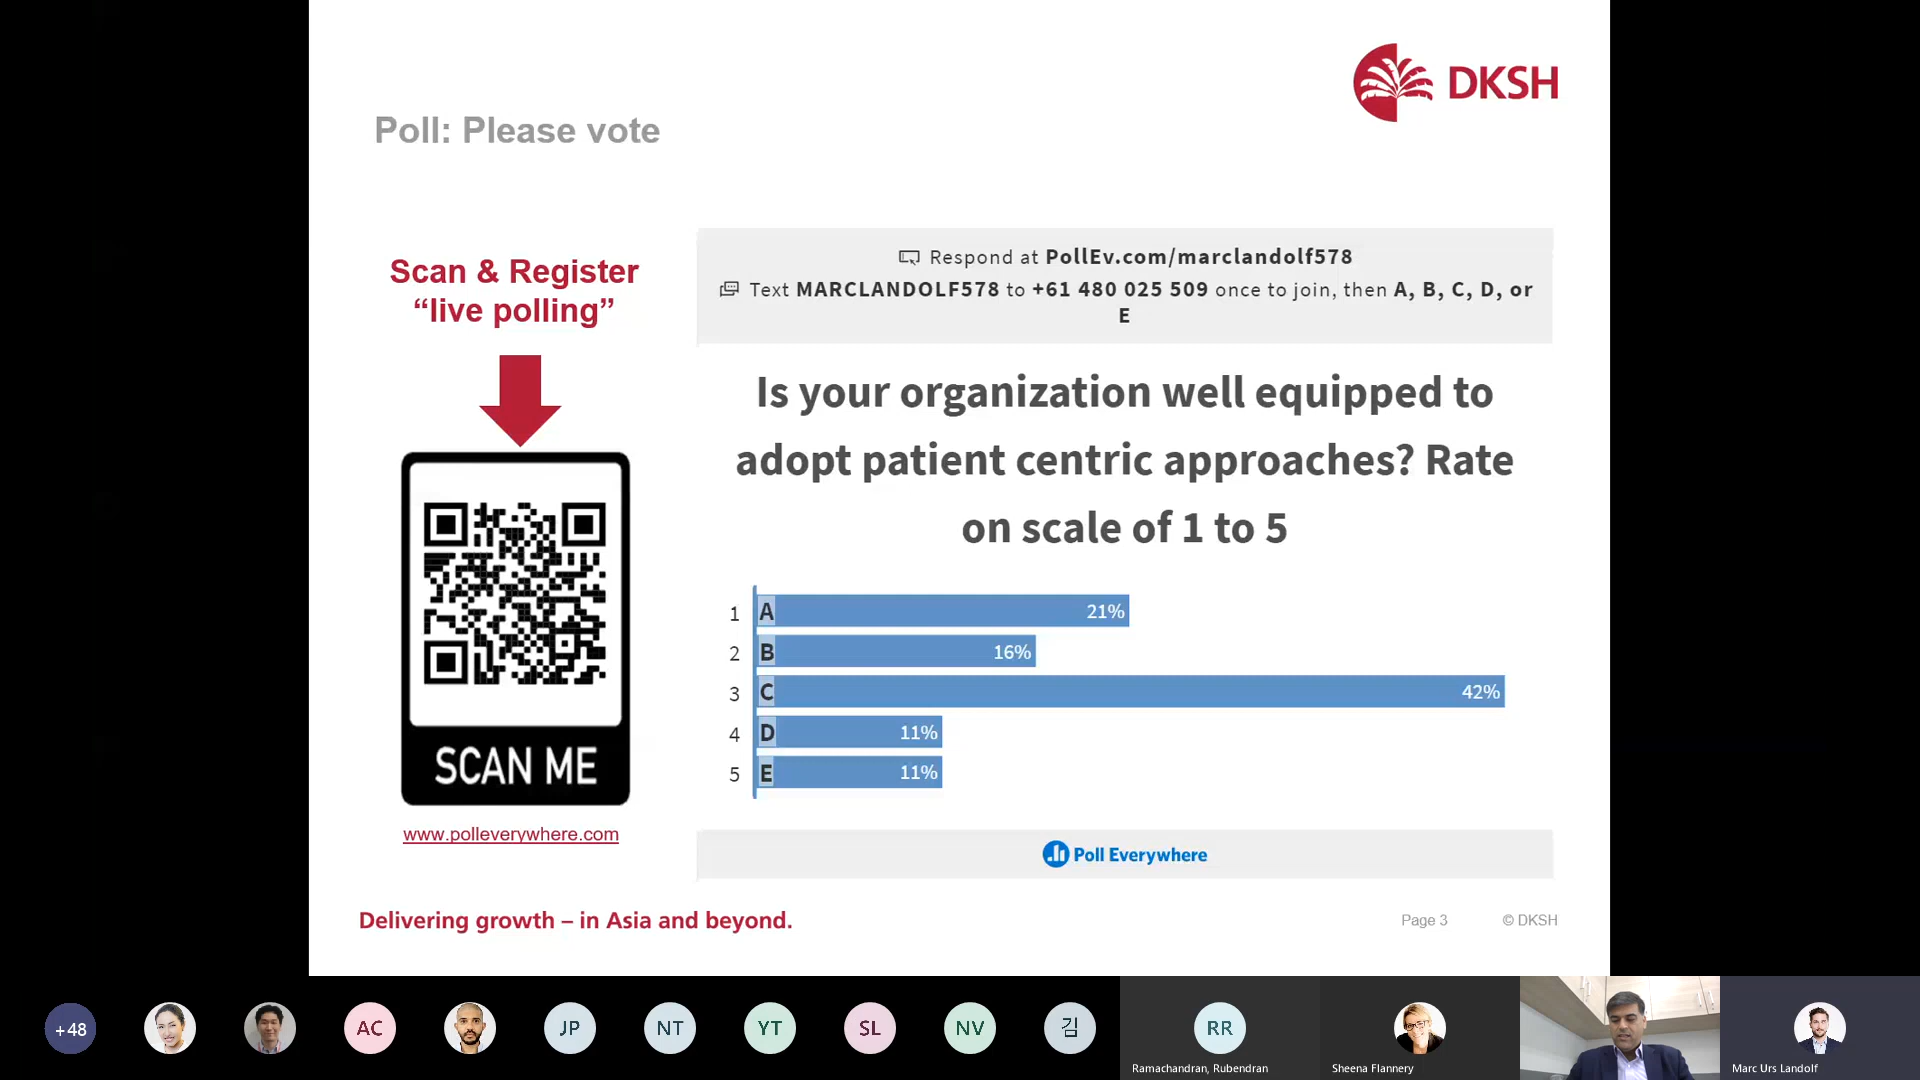 DKSH
Poll: Please vote
Scan & Register
“live polling”
SCAN ME
www.polleverywhere.com
Respond at PollEv.com/marclandolf578
Text MARCLANDOLF578 to +61 480 025 509 once to join, then A, B, C, D, or
E
Is your organization well equipped to
adopt patient centric approaches? Rate
on scale of 1 to 5
1 A 21%
2 B 16%
3 C 42%
4 D 11%
5 E 11%
Poll Everywhere
Delivering growth – in Asia and beyond.
Page 3
© DKSH
+48
AC
JP
NT
YT
SL
NV
김
RR
Ramachandran, Rubendran
Sheena Flannery
Marc Urs Landolf